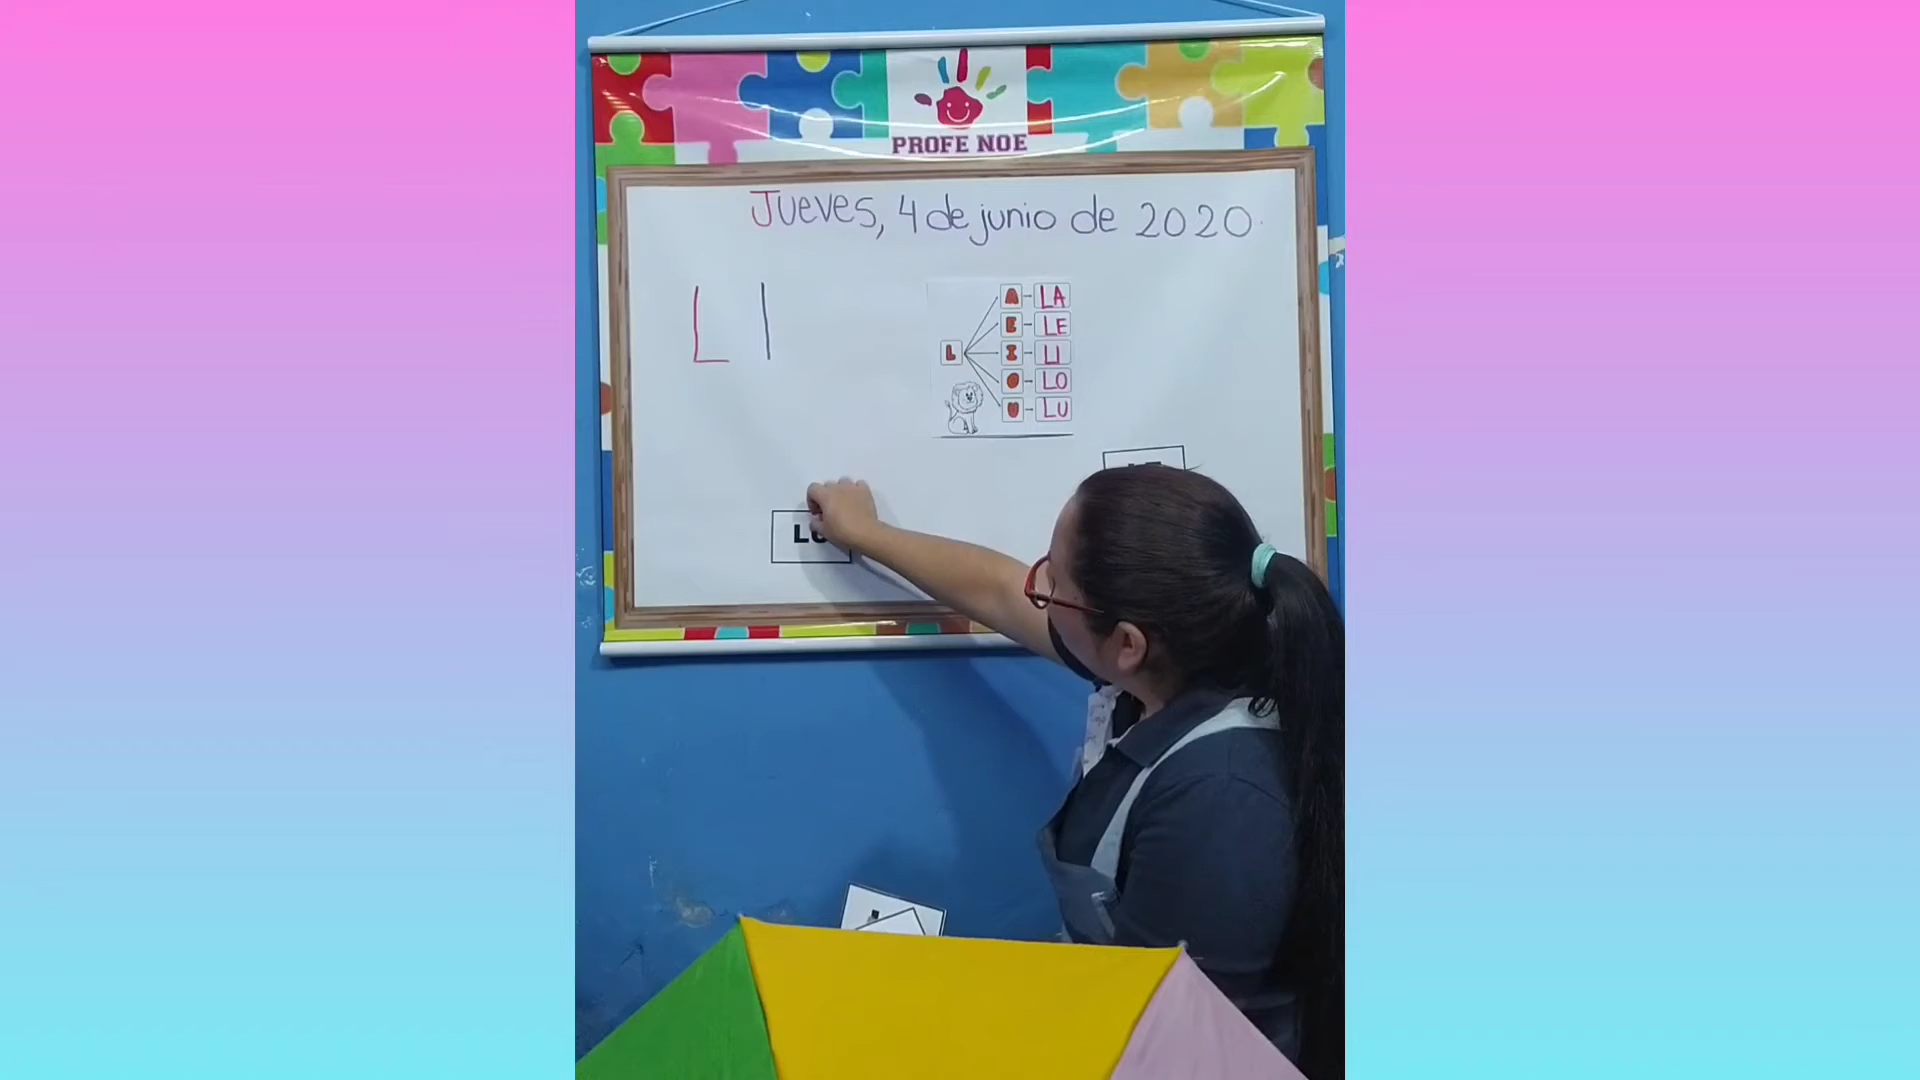 PROFE NOE
Jueves, 4 de junio de 2020.
L l
A - LA
E - LE
L I - LI
O - LO
U - LU